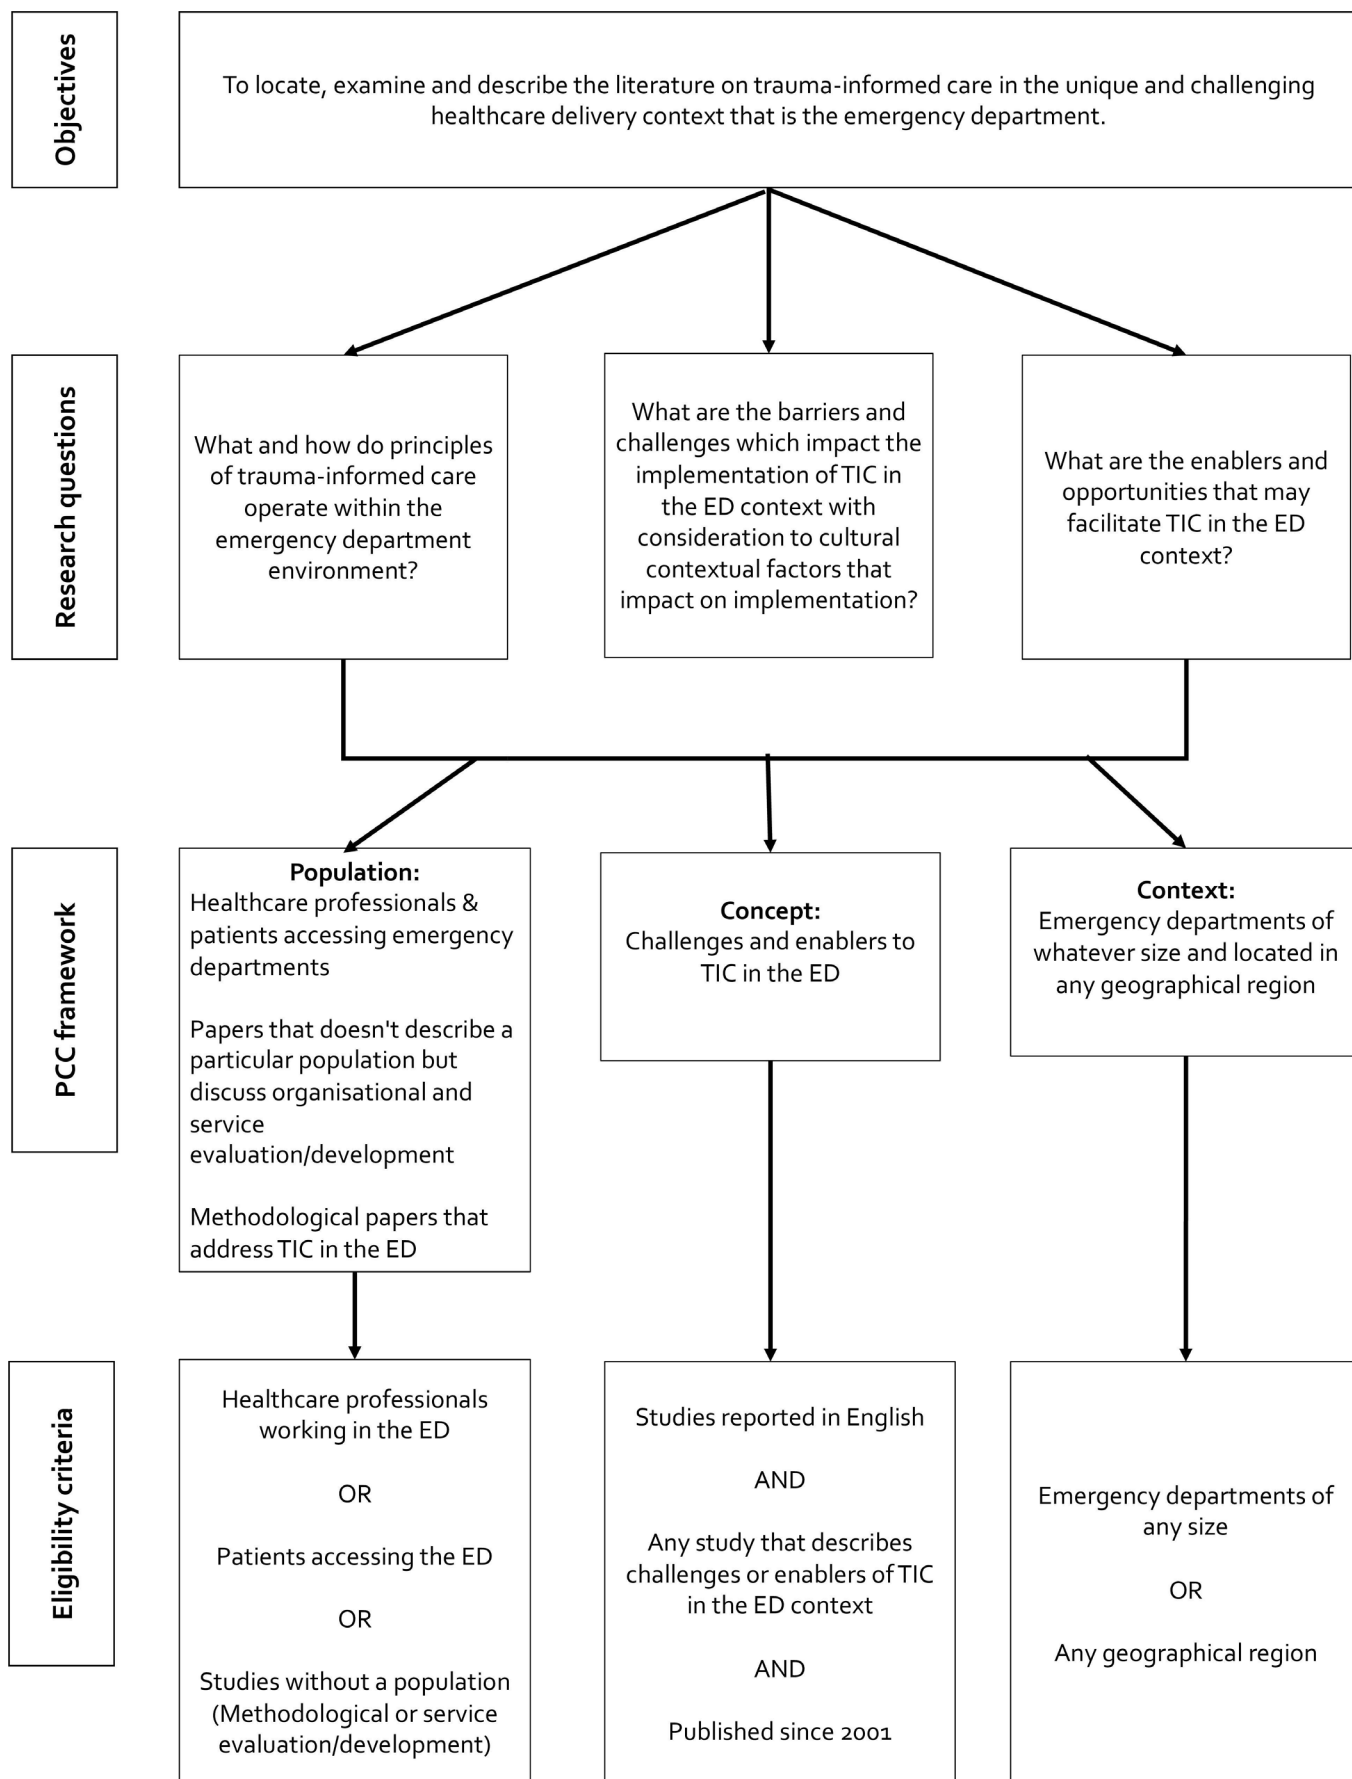 Objectives
To locate, examine and describe the literature on trauma-informed care in the unique and challenging
healthcare delivery context that is the emergency department.
Research questions
What and how do principles
of trauma-informed care
operate within the
emergency department
environment?
What are the barriers and
challenges which impact the
implementation of TIC in
the ED context with
consideration to cultural
contextual factors that
impact on implementation?
What are the enablers and
opportunities that may
facilitate TIC in the ED
context?
PCC framework
Population:
Healthcare professionals &
patients accessing emergency
departments
Papers that doesn't describe a
particular population but
discuss organisational and
service
evaluation/development
Methodological papers that
address TIC in the ED
Concept:
Challenges and enablers to
TIC in the ED
Context:
Emergency departments of
whatever size and located in
any geographical region
Eligibility criteria
Healthcare professionals
working in the ED
OR
Patients accessing the ED
OR
Studies without a population
(Methodological or service
evaluation/development)
Studies reported in English
AND
Any study that describes
challenges or enablers of TIC
in the ED context
AND
Published since 2001
Emergency departments of
any size
OR
Any geographical region